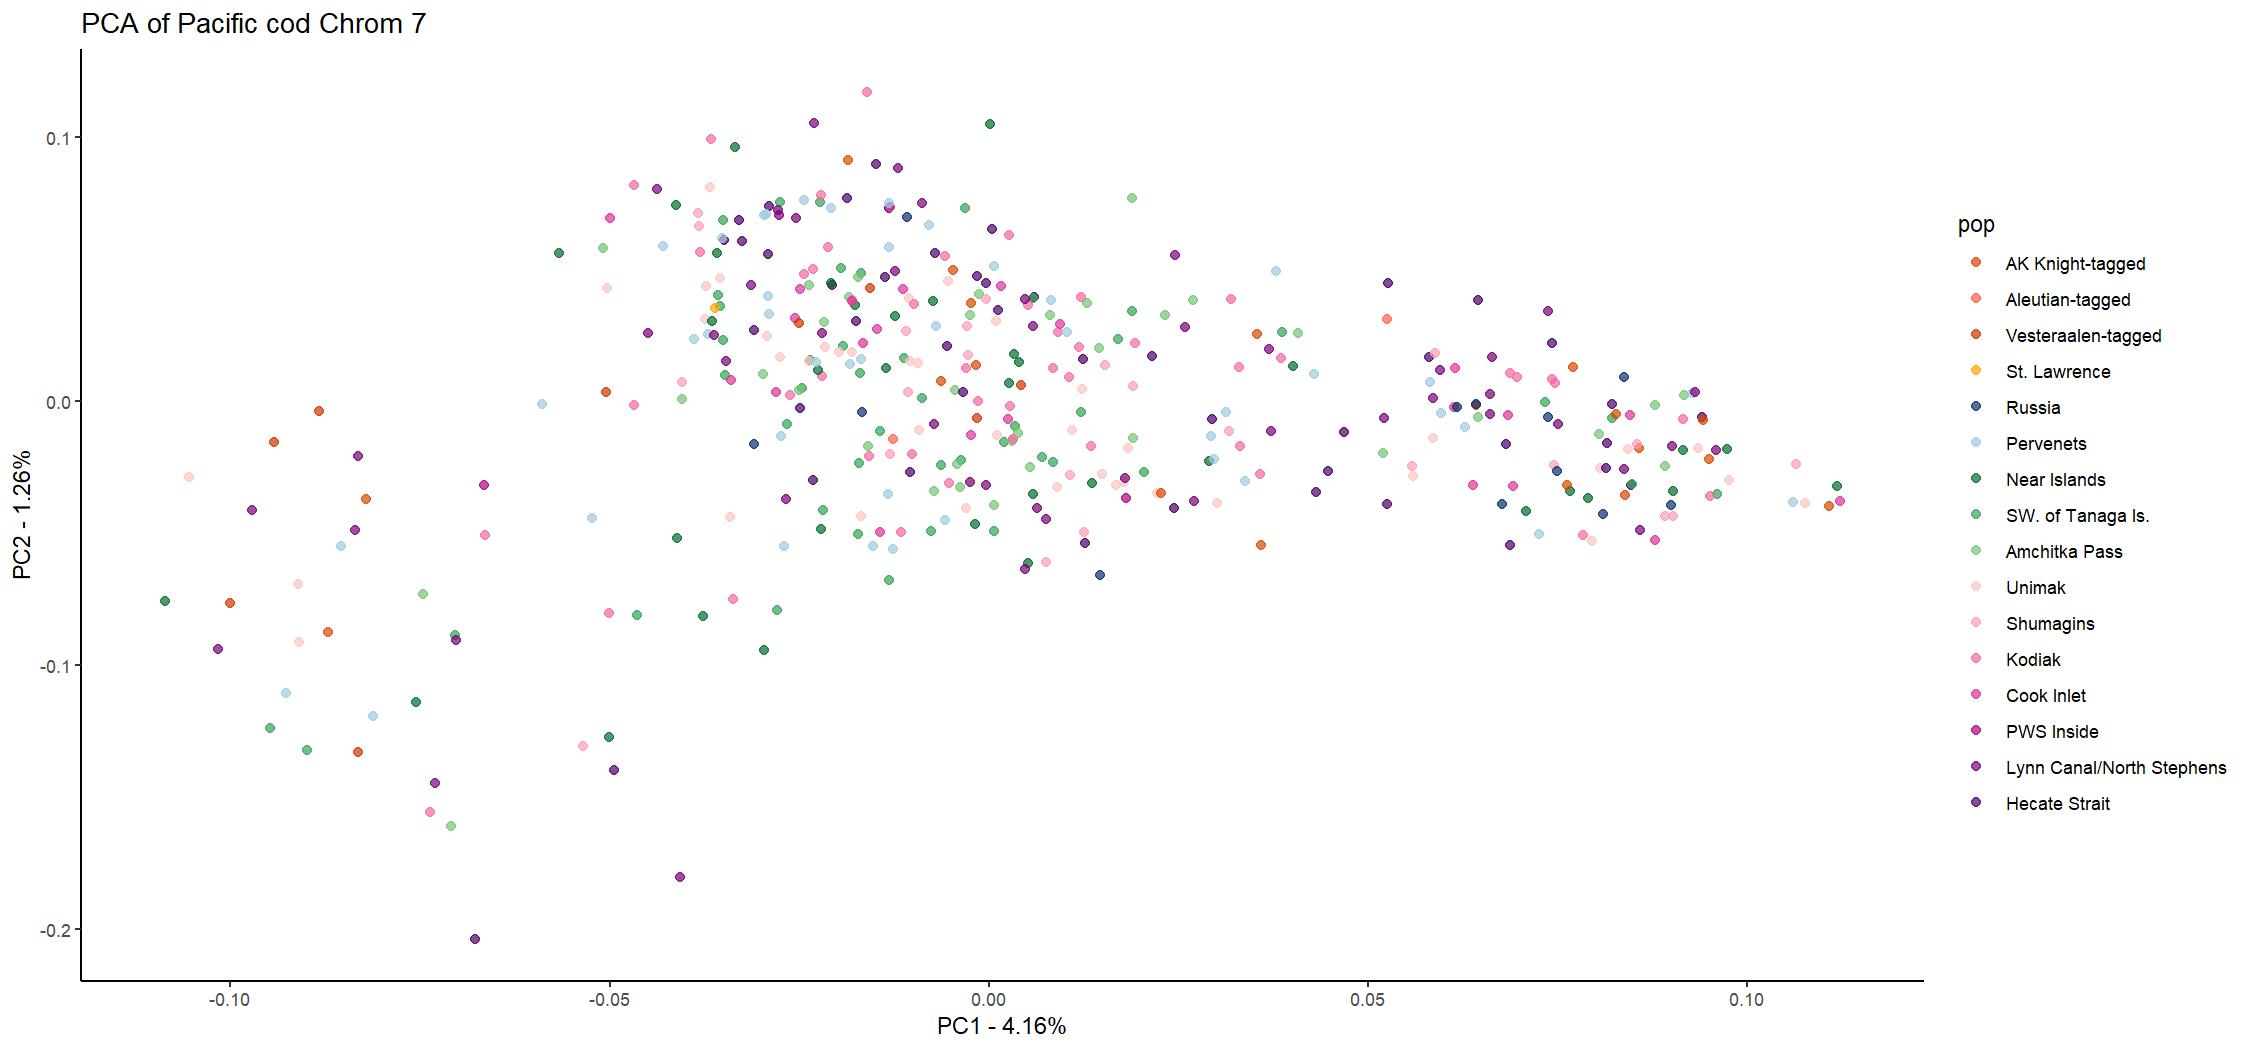 PCA of Pacific cod Chrom 7
0.1
0.0
-0.1
-0.2
PC2 - 1.26%
-0.10
-0.05
0.00
0.05
0.10
PC1 - 4.16%
pop
AK Knight-tagged
Aleutian-tagged
Vesteraalen-tagged
St. Lawrence
Russia
Pervenets
Near Islands
SW. of Tanaga Is.
Amchitka Pass
Unimak
Shumagins
Kodiak
Cook Inlet
PWS Inside
Lynn Canal/North Stephens
Hecate Strait